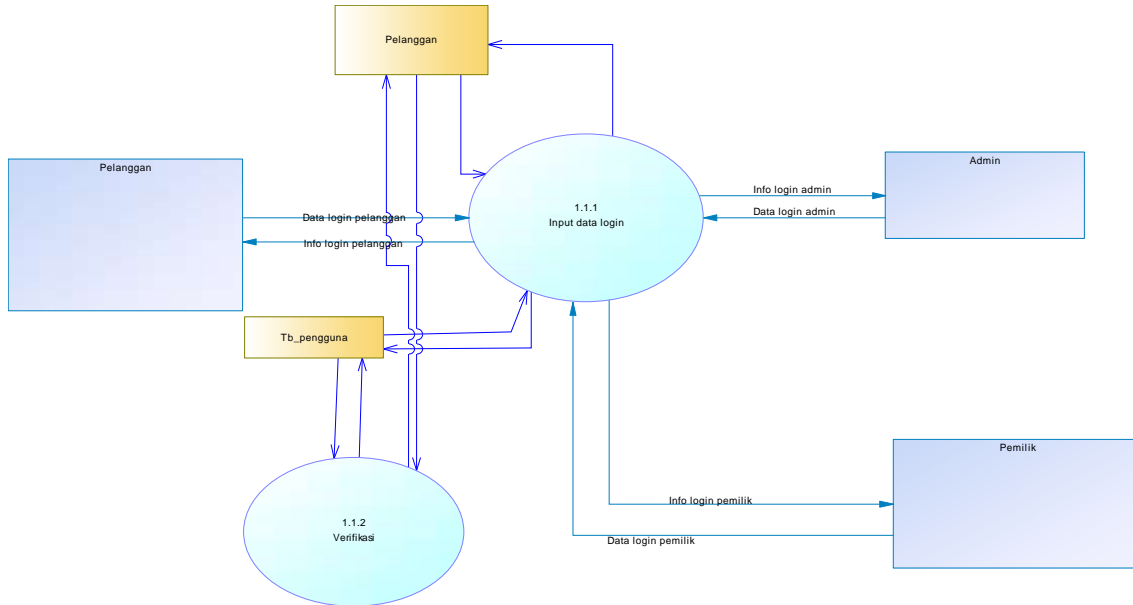 Pelanggan
Pelanggan
Admin
Info login admin
Data login admin
1.1.1
Input data login
Data login pelanggan
Info login pelanggan
Tb_pengguna
Pemilik
Info login pemilik
Data login pemilik
1.1.2
Verifikasi